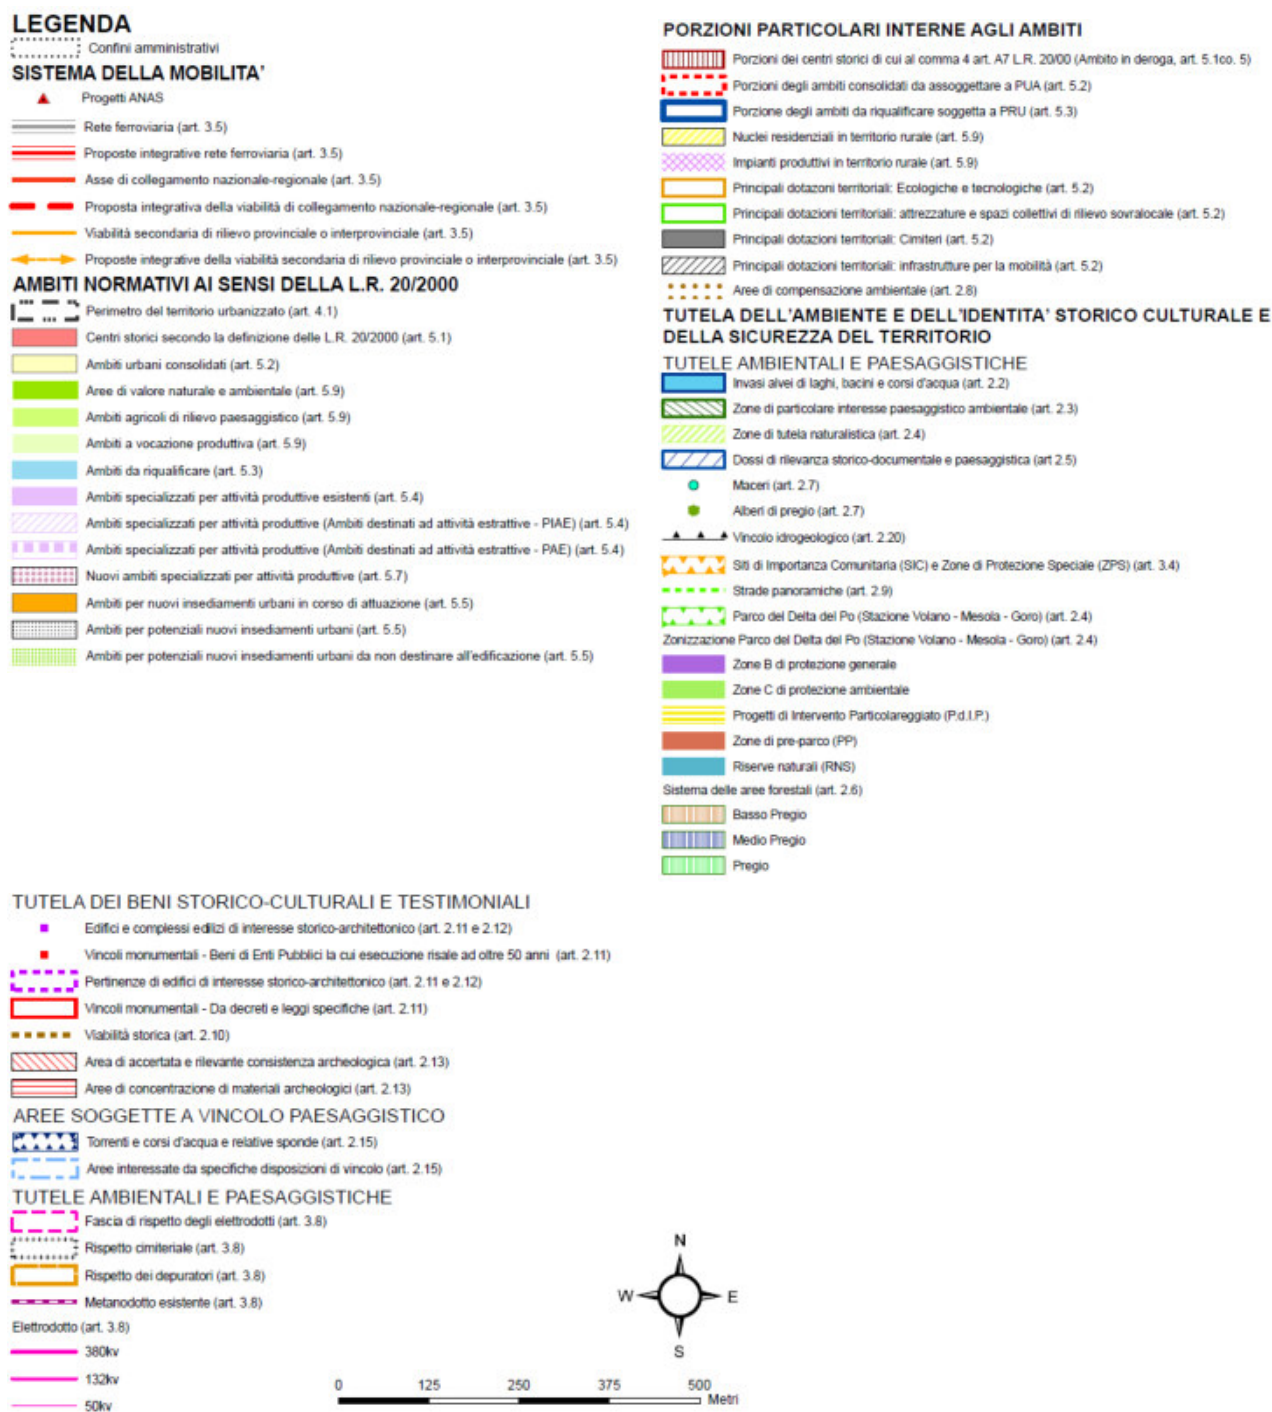 LEGENDA
Confini amministrativi
SISTEMA DELLA MOBILITA'
Progetti ANAS
Rete ferroviaria (art. 3.5)
Proposte integrative rete ferroviaria (art. 3.5)
Asse di collegamento nazionale-regionale (art. 3.5)
Proposta integrativa della viabilità di collegamento nazionale-regionale (art. 3.5)
Viabilità secondaria di rilievo provinciale o interprovinciale (art. 3.5)
Proposte integrative della viabilità secondaria di rilievo provinciale o interprovinciale (art. 3.5)
AMBITI NORMATIVI AI SENSI DELLA L.R. 20/2000
Perimetro del territorio urbanizzato (art. 4.1)
Centri storici secondo la definizione delle L.R. 20/2000 (art. 5.1)
Ambiti urbani consolidati (art. 5.2)
Aree di valore naturale e ambientale (art. 5.9)
Ambiti agricoli di rilievo paesaggistico (art. 5.9)
Ambiti a vocazione produttiva (art. 5.9)
Ambiti da riqualificare (art. 5.3)
Ambiti specializzati per attività produttive esistenti (art. 5.4)
Ambiti specializzati per attività produttive (Ambiti destinati ad attività estrattive - PIAE) (art. 5.4)
Ambiti specializzati per attività produttive (Ambiti destinati ad attività estrattive - PAE) (art. 5.4)
Nuovi ambiti specializzati per attività produttive (art. 5.7)
Ambiti per nuovi insediamenti urbani in corso di attuazione (art. 5.5)
Ambiti per potenziali nuovi insediamenti urbani (art. 5.5)
Ambiti per potenziali nuovi insediamenti urbani da non destinare all'edificazione (art. 5.5)
PORZIONI PARTICOLARI INTERNE AGLI AMBITI
Porzioni dei centri storici di cui al comma 4 art. A7 L.R. 20/00 (Ambito in deroga, art. 5.1co. 5)
Porzioni degli ambiti consolidati da assoggettare a PUA (art. 5.2)
Porzione degli ambiti da riqualificare soggetta a PRU (art. 5.3)
Nuclei residenziali in territorio rurale (art. 5.9)
Impianti produttivi in territorio rurale (art. 5.9)
Principali dotazoni territoriali: Ecologiche e tecnologiche (art. 5.2)
Principali dotazioni territoriali: attrezzature e spazi collettivi di rilievo sovralocale (art. 5.2)
Principali dotazioni territoriali: Cimiteri (art. 5.2)
Principali dotazioni territoriali: infrastrutture per la mobilità (art. 5.2)
Aree di compensazione ambientale (art. 2.8)
TUTELA DELL'AMBIENTE E DELL'IDENTITA' STORICO CULTURALE E
DELLA SICUREZZA DEL TERRITORIO
TUTELE AMBIENTALI E PAESAGGISTICHE
Invasi alvei di laghi, bacini e corsi d'acqua (art. 2.2)
Zone di particolare interesse paesaggistico ambientale (art. 2.3)
Zone di tutela naturalistica (art. 2.4)
Dossi di rilevanza storico-documentale e paesaggistica (art 2.5)
Maceri (art. 2.7)
Alberi di pregio (art. 2.7)
Vincolo idrogeologico (art. 2.20)
Siti di Importanza Comunitaria (SIC) e Zone di Protezione Speciale (ZPS) (art. 3.4)
Strade panoramiche (art. 2.9)
Parco del Delta del Po (Stazione Volano - Mesola - Goro) (art. 2.4)
Zonizzazione Parco del Delta del Po (Stazione Volano - Mesola - Goro) (art. 2.4)
Zone B di protezione generale
Zone C di protezione ambientale
Progetti di Intervento Particolareggiato (P.d.I.P.)
Zone di pre-parco (PP)
Riserve naturali (RNS)
Sistema delle aree forestali (art. 2.6)
Basso Pregio
Medio Pregio
Pregio
TUTELA DEI BENI STORICO-CULTURALI E TESTIMONIALI
Edifici e complessi edilizi di interesse storico-architettonico (art. 2.11 e 2.12)
Vincoli monumentali - Beni di Enti Pubblici la cui esecuzione risale ad oltre 50 anni (art. 2.11)
Pertinenze di edifici di interesse storico-architettonico (art. 2.11 e 2.12)
Vincoli monumentali - Da decreti e leggi specifiche (art. 2.11)
Viabilità storica (art. 2.10)
Area di accertata e rilevante consistenza archeologica (art. 2.13)
Aree di concentrazione di materiali archeologici (art. 2.13)
AREE SOGGETTE A VINCOLO PAESAGGISTICO
Torrenti e corsi d'acqua e relative sponde (art. 2.15)
Aree interessate da specifiche disposizioni di vincolo (art. 2.15)
TUTELE AMBIENTALI E PAESAGGISTICHE
Fascia di rispetto degli elettrodotti (art. 3.8)
Rispetto cimiteriale (art. 3.8)
Rispetto dei depuratori (art. 3.8)
Metanodotto esistente (art. 3.8)
Elettrodotto (art. 3.8)
380kv
132kv
50kv
N
W E
S
0 125 250 375 500
Metri